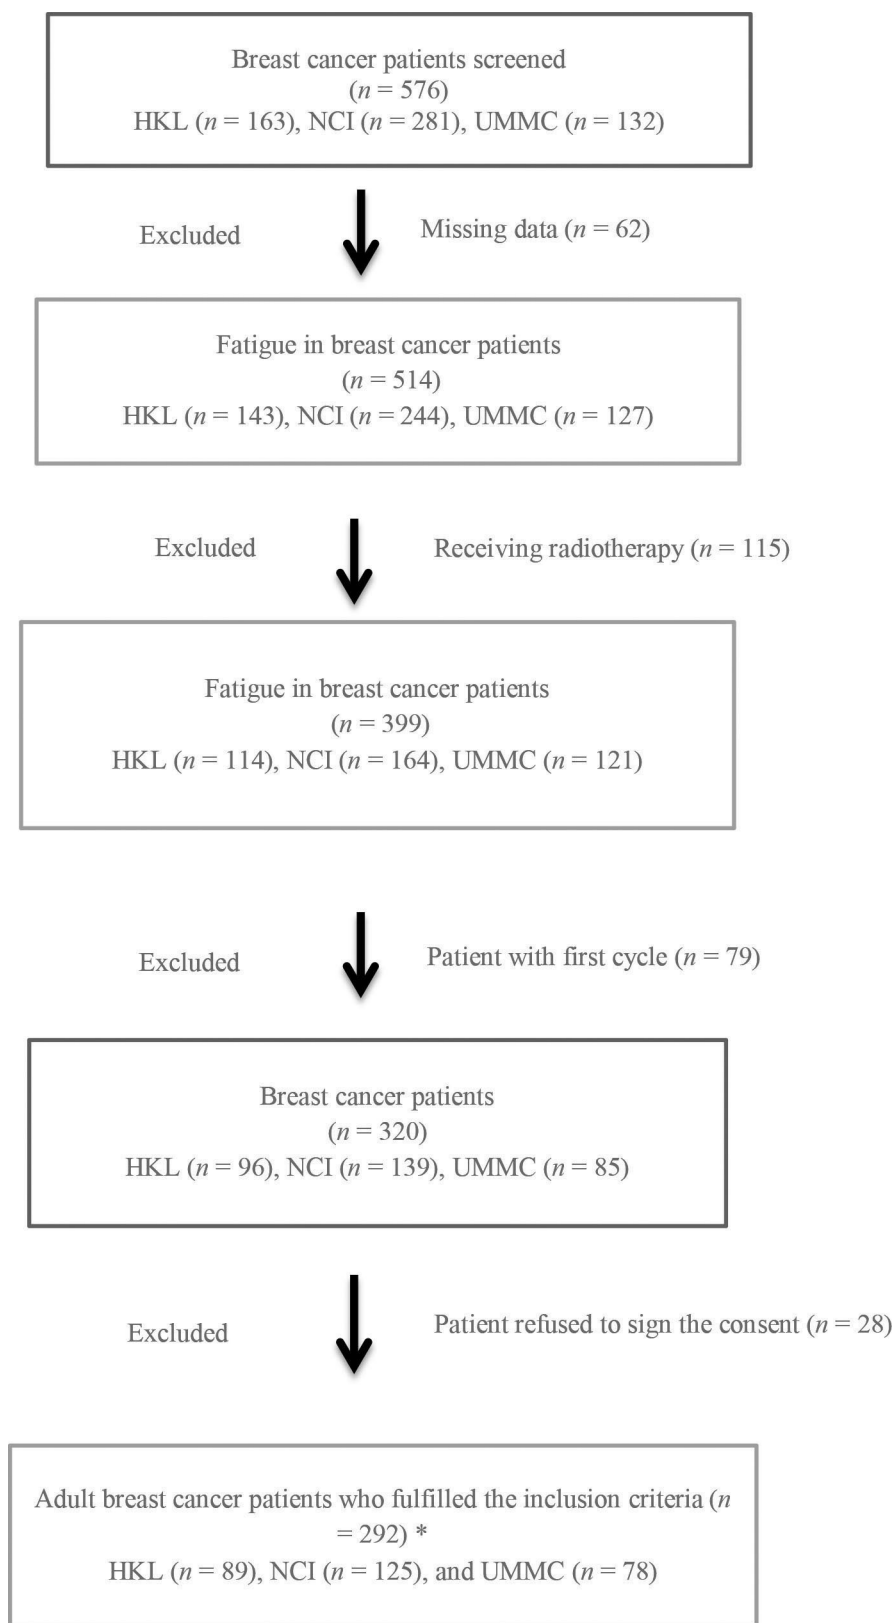 Breast cancer patients screened
(n = 576)
HKL (n = 163), NCI (n = 281), UMMC (n = 132)
Excluded
Missing data (n = 62)
Fatigue in breast cancer patients
(n = 514)
HKL (n = 143), NCI (n = 244), UMMC (n = 127)
Excluded
Receiving radiotherapy (n = 115)
Fatigue in breast cancer patients
(n = 399)
HKL (n = 114), NCI (n = 164), UMMC (n = 121)
Excluded
Patient with first cycle (n = 79)
Breast cancer patients
(n = 320)
HKL (n = 96), NCI (n = 139), UMMC (n = 85)
Excluded
Patient refused to sign the consent (n = 28)
Adult breast cancer patients who fulfilled the inclusion criteria (n
= 292) *
HKL (n = 89), NCI (n = 125), and UMMC (n = 78)